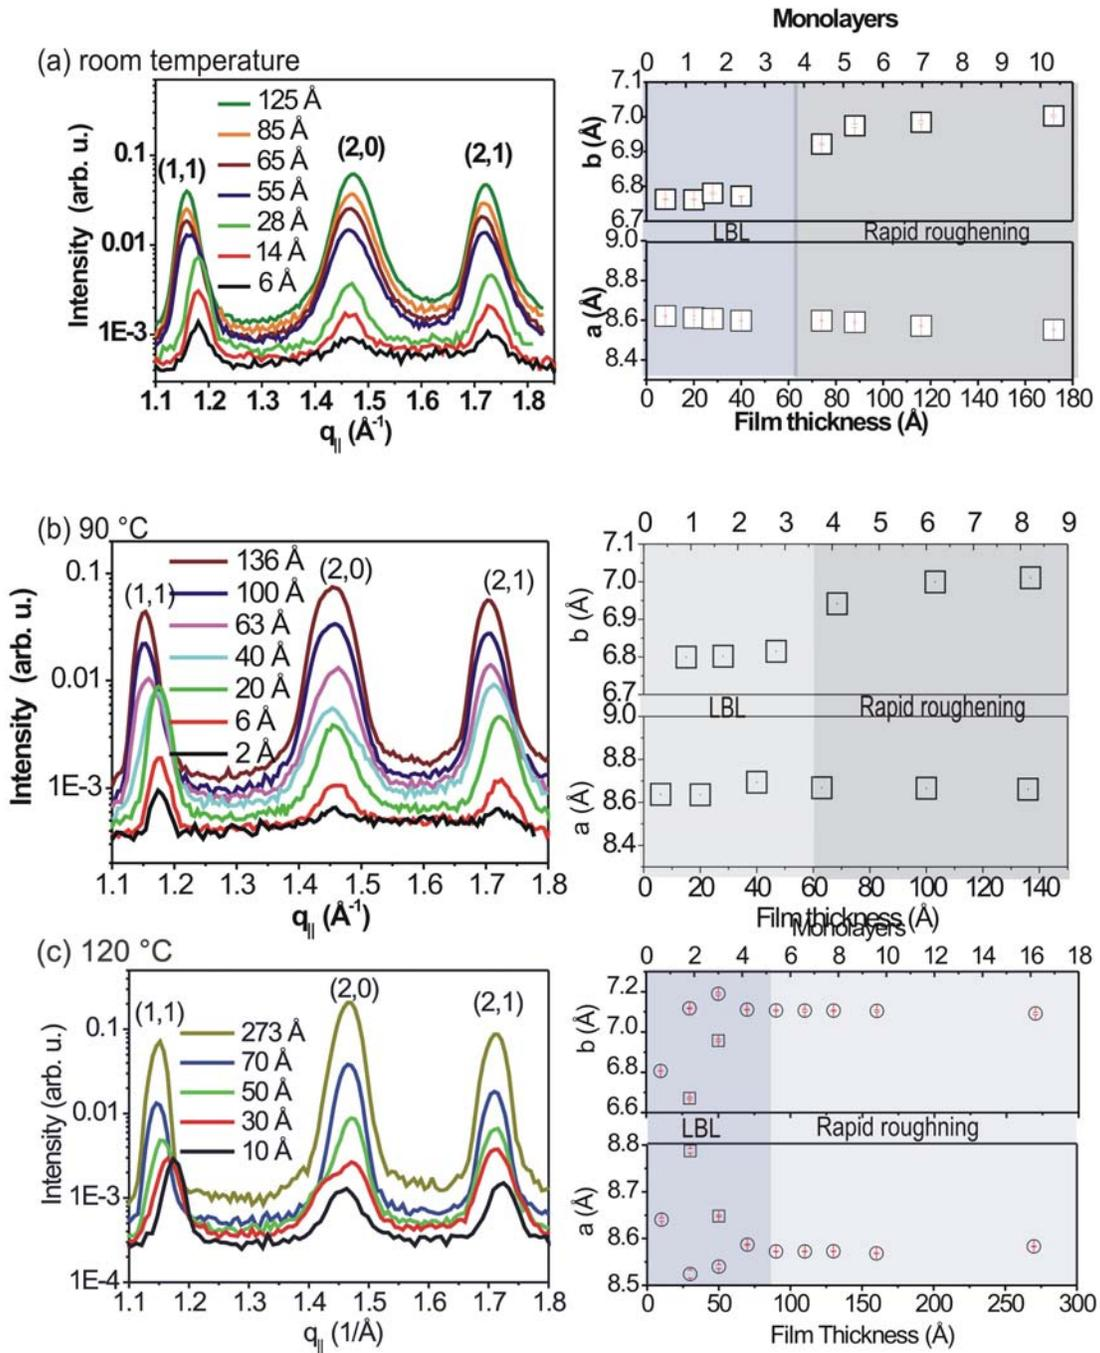 Monolayers
(a) room temperature
0 1 2 3 4 5 6 7 8 9 10
125 Å
85 Å
65 Å
55 Å
28 Å
14 Å
6 Å
(1,1)
(2,0)
(2,1)
0.1
0.01
1E-3
Intensity (arb. u.)
1.1 1.2 1.3 1.4 1.5 1.6 1.7 1.8
q|| (Å-1)
7.1
7.0
6.9
6.8
6.7
b (Å)
LBL
Rapid roughening
9.0
8.8
8.6
8.4
a (Å)
0 20 40 60 80 100 120 140 160 180
Film thickness (Å)
(b) 90 °C
0 1 2 3 4 5 6 7 8 9
136 Å
100 Å
63 Å
40 Å
20 Å
6 Å
2 Å
(1,1)
(2,0)
(2,1)
0.1
0.01
1E-3
Intensity (arb. u.)
1.1 1.2 1.3 1.4 1.5 1.6 1.7 1.8
q|| (Å-1)
7.1
7.0
6.9
6.8
6.7
b (Å)
LBL
Rapid roughening
9.0
8.8
8.6
8.4
a (Å)
0 20 40 60 80 100 120 140
Film thickness (Å)
Monolayers
(c) 120 °C
0 2 4 6 8 10 12 14 16 18
273 Å
70 Å
50 Å
30 Å
10 Å
(1,1)
(2,0)
(2,1)
0.1
0.01
1E-3
1E-4
Intensity (arb. u.)
1.1 1.2 1.3 1.4 1.5 1.6 1.7 1.8
q|| (1/Å)
7.2
7.0
6.8
6.6
b (Å)
LBL
Rapid roughning
8.8
8.7
8.6
8.5
a (Å)
0 50 100 150 200 250 300
Film Thickness (Å)